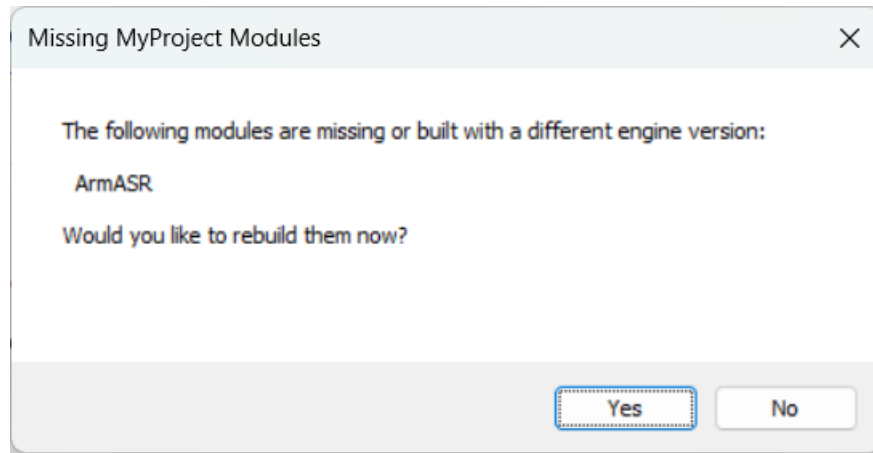 Missing MyProject Modules
The following modules are missing or built with a different engine version:
ArmASR
Would you like to rebuild them now?
Yes No